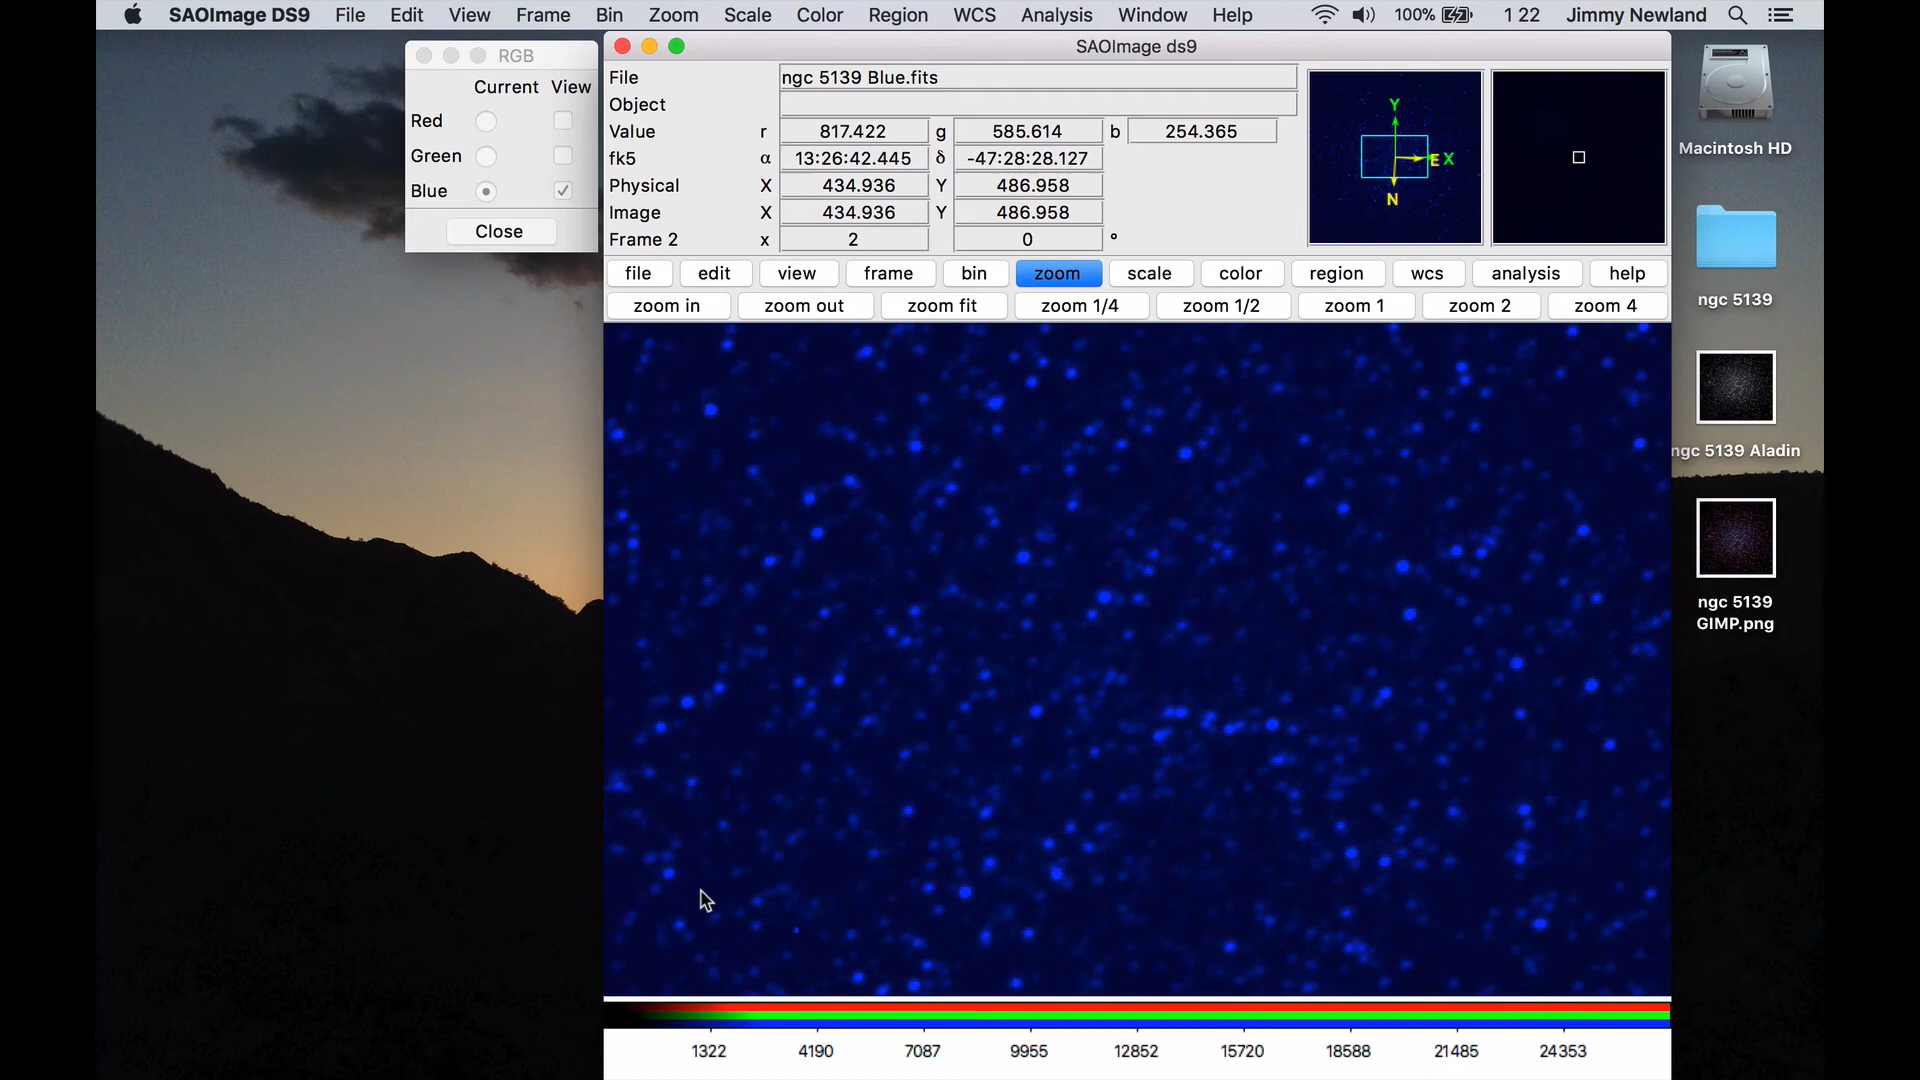 SAOImage DS9 File Edit View Frame Bin Zoom Scale Color Region WCS Analysis Window Help 100% 1 22 Jimmy Newland
RGB
Current View
Red
Green
Blue
Close
SAOImage ds9
File ngc 5139 Blue.fits
Object
Value r 817.422 g 585.614 b 254.365
fk5 α 13:26:42.445 δ -47:28:28.127
Physical X 434.936 Y 486.958
Image X 434.936 Y 486.958
Frame 2 x 2 0 °
Y
E X
N
file edit view frame bin zoom scale color region wcs analysis help
zoom in zoom out zoom fit zoom 1/4 zoom 1/2 zoom 1 zoom 2 zoom 4
1322 4190 7087 9955 12852 15720 18588 21485 24353
Macintosh HD
ngc 5139
ngc 5139 Aladin
ngc 5139
GIMP.png